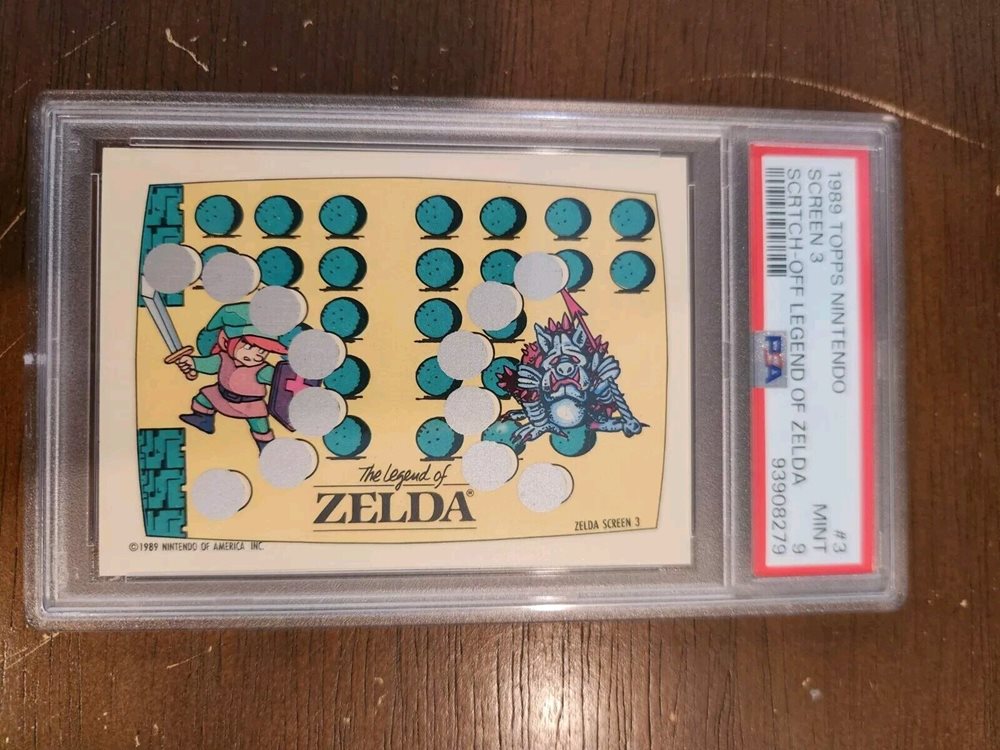 The Legend of
ZELDA®
ZELDA SCREEN 3
©1989 NINTENDO OF AMERICA INC.
1989 TOPPS NINTENDO #3
SCREEN 3 MINT
SCRTCH-OFF LEGEND OF ZELDA 9
PSA 93908279